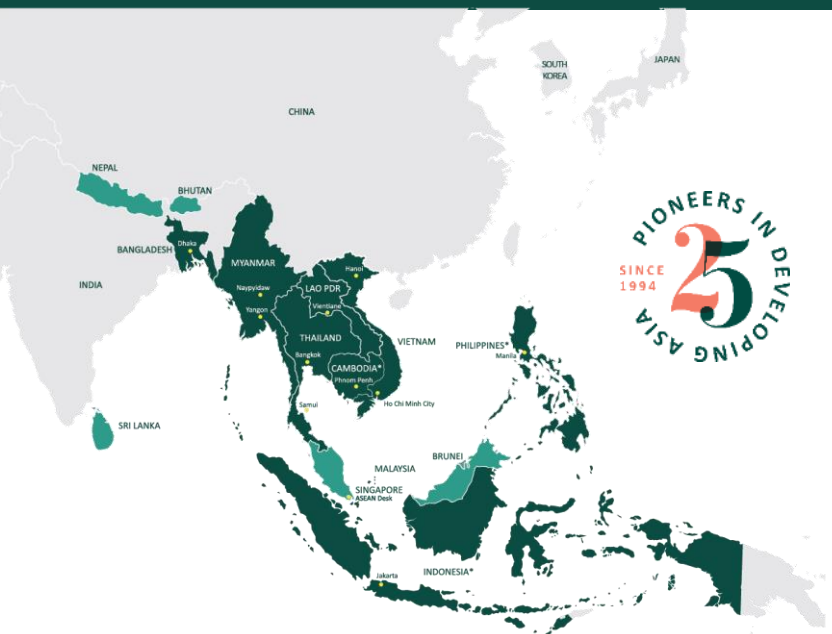 SOUTH
KOREA
JAPAN
CHINA
NEPAL
BHUTAN
BANGLADESH
Dhaka
INDIA
MYANMAR
Naypyidaw
Yangon
Hanoi
LAO PDR
Vientiane
THAILAND
Bangkok
VIETNAM
CAMBODIA*
Phnom Penh
Ho Chi Minh City
Samui
PHILIPPINES*
Manila
SRI LANKA
BRUNEI
MALAYSIA
SINGAPORE
ASEAN Desk
INDONESIA*
Jakarta
PIONEERS IN DEVELOPING ASIA
SINCE
1994
25